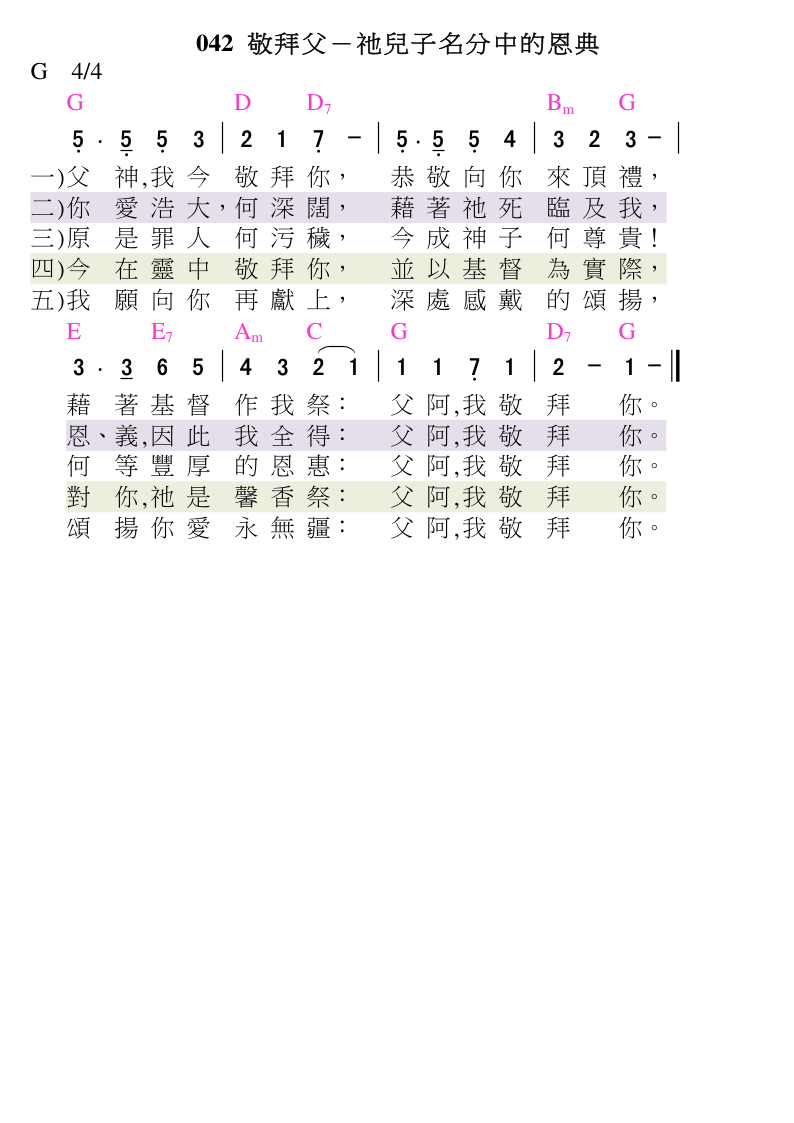 042 敬拜父－祂兒子名分中的恩典
G 4/4
G D D7 Bm G
5 . 5 5 3 | 2 1 7 － | 5 . 5 5 4 | 3 2 3 － |
一)父 神,我 今 敬 拜 你， 恭 敬 向 你 來 頂 禮，
二)你 愛 浩 大，何 深 闊， 藉 著 祂 死 臨 及 我，
三)原 是 罪 人 何 污 穢， 今 成 神 子 何 尊 貴！
四)今 在 靈 中 敬 拜 你， 並 以 基 督 為 實 際，
五)我 願 向 你 再 獻 上， 深 處 感 戴 的 頌 揚，
E E7 Am C G D7 G
3 . 3 6 5 | 4 3 2 1 | 1 1 7 1 | 2 － 1 － ‖
藉 著 基 督 作 我 祭： 父 阿,我 敬 拜 你。
恩、義,因 此 我 全 得： 父 阿,我 敬 拜 你。
何 等 豐 厚 的 恩 惠： 父 阿,我 敬 拜 你。
對 你,祂 是 馨 香 祭： 父 阿,我 敬 拜 你。
頌 揚 你 愛 永 無 疆： 父 阿,我 敬 拜 你。